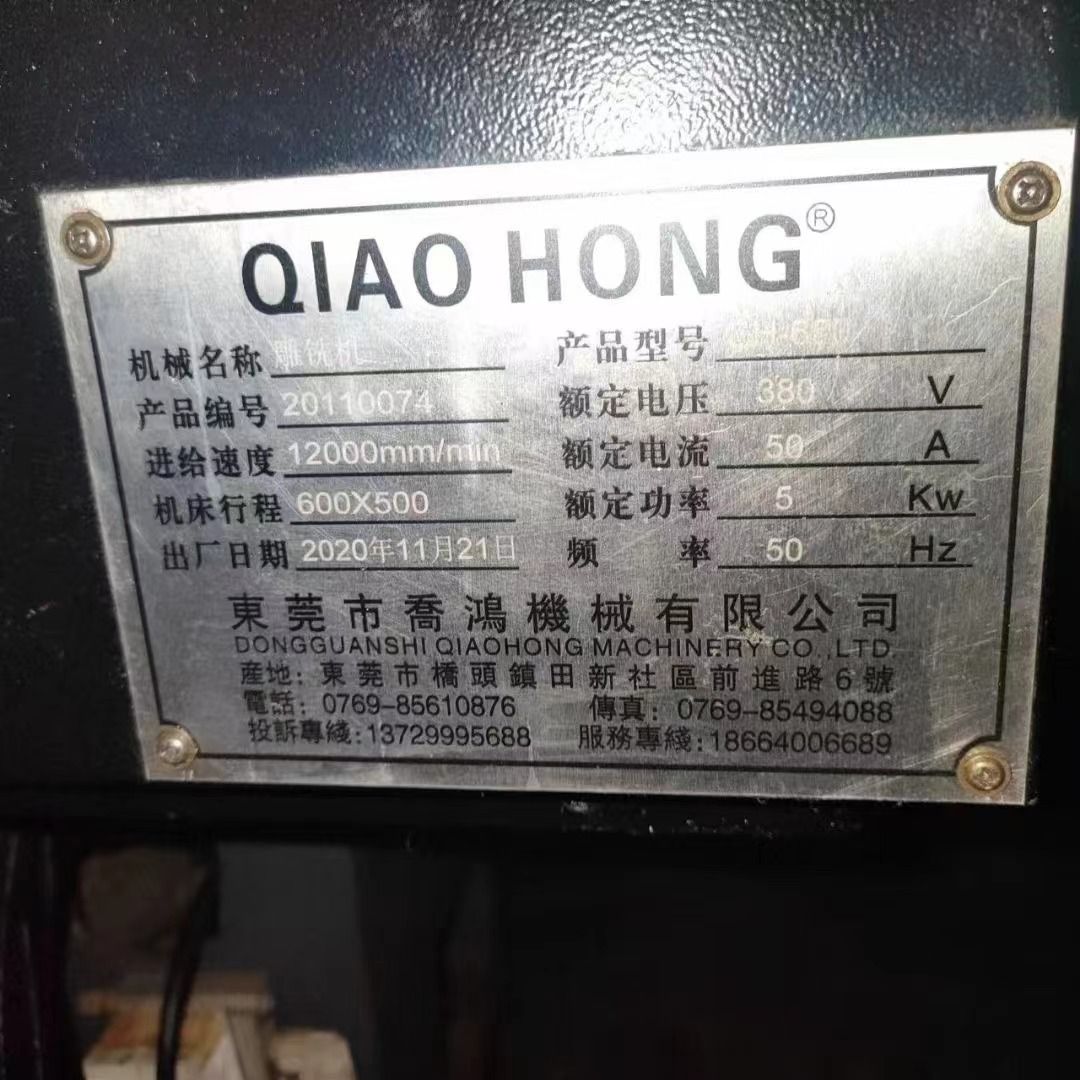 QIAO HONG®
机械名称 雕铣机 产品型号
产品编号 20110074 额定电压 380 V
进给速度 12000mm/min 额定电流 50 A
机床行程 600X500 额定功率 5 Kw
出厂日期 2020年11月21日 频率 50 Hz
東莞市喬鴻機械有限公司
DONGGUANSHI QIAOHONG MACHINERY CO.,LTD.
産地:東莞市橋頭鎮田新社區前進路6號
電話:0769-85610876 傳真:0769-85494088
投訴專綫:13729995688 服務專綫:18664006689